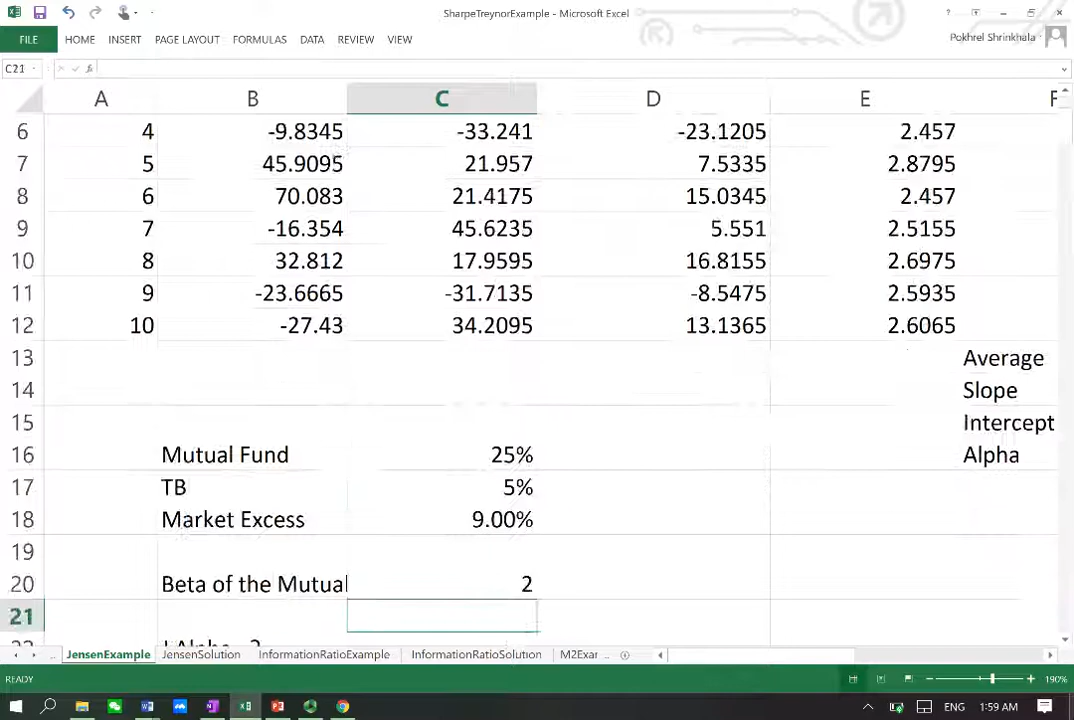 SharpeTreynorExample - Microsoft Excel
FILE HOME INSERT PAGE LAYOUT FORMULAS DATA REVIEW VIEW Pokhrel Shrinkhala
C21 fx
A B C D E F
6 4 -9.8345 -33.241 -23.1205 2.457
7 5 45.9095 21.957 7.5335 2.8795
8 6 70.083 21.4175 15.0345 2.457
9 7 -16.354 45.6235 5.551 2.5155
10 8 32.812 17.9595 16.8155 2.6975
11 9 -23.6665 -31.7135 -8.5475 2.5935
12 10 -27.43 34.2095 13.1365 2.6065
13 Average
14 Slope
15 Intercept
16 Mutual Fund 25% Alpha
17 TB 5%
18 Market Excess 9.00%
19
20 Beta of the Mutual 2
21
JensenExample JensenSolution InformationRatioExample InformationRatioSolution M2Exar ...
READY 190%
ENG 1:59 AM